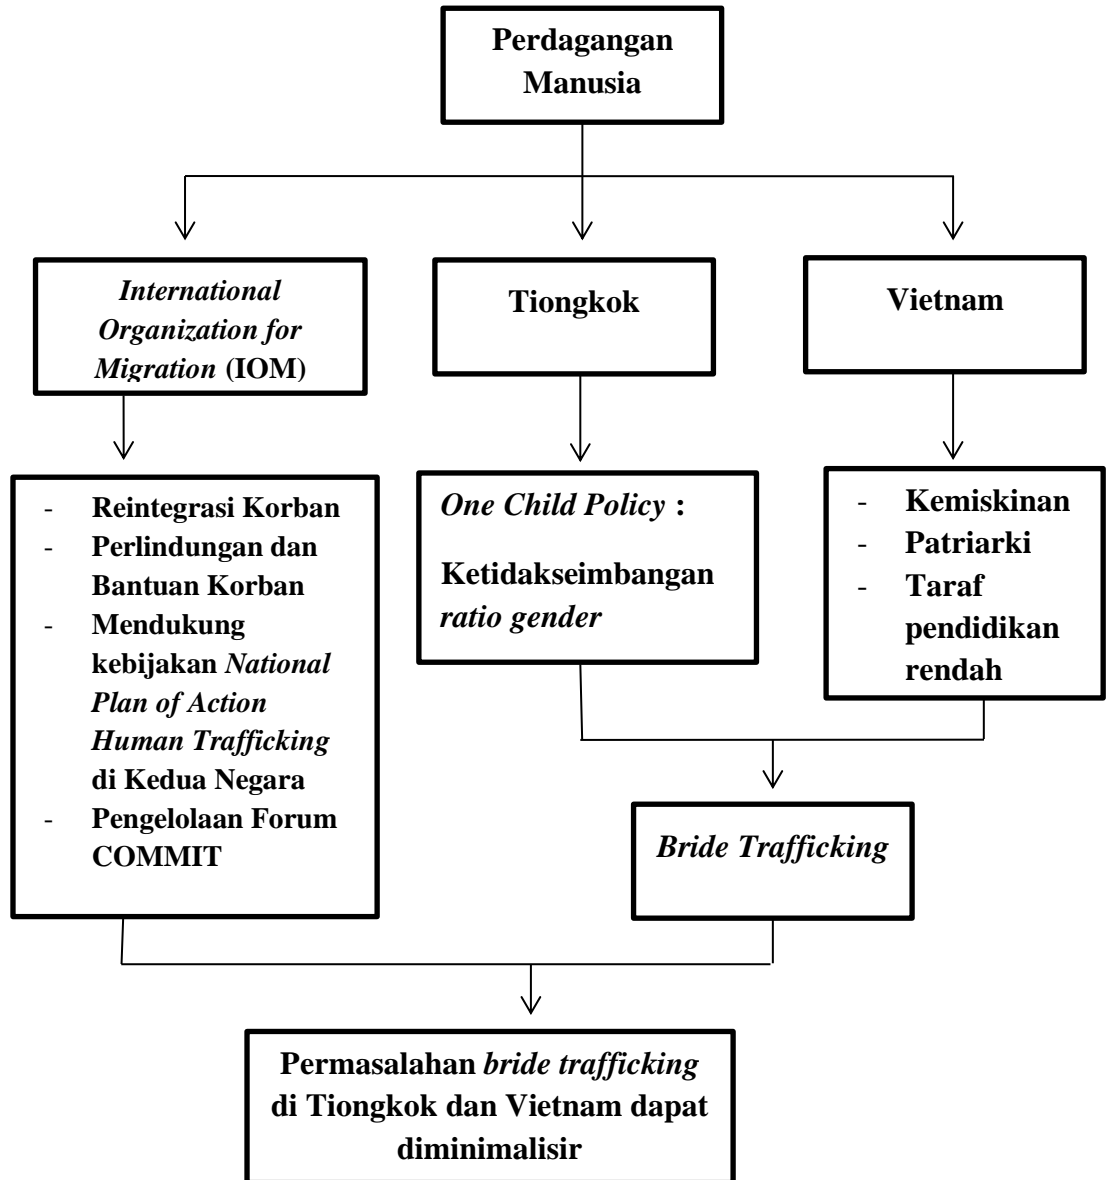 Perdagangan
Manusia
International
Organization for
Migration (IOM)
Tiongkok
Vietnam
- Reintegrasi Korban
- Perlindungan dan
Bantuan Korban
- Mendukung
kebijakan National
Plan of Action
Human Trafficking
di Kedua Negara
- Pengelolaan Forum
COMMIT
One Child Policy :
Ketidakseimbangan
ratio gender
- Kemiskinan
- Patriarki
- Taraf
pendidikan
rendah
Bride Trafficking
Permasalahan bride trafficking
di Tiongkok dan Vietnam dapat
diminimalisir